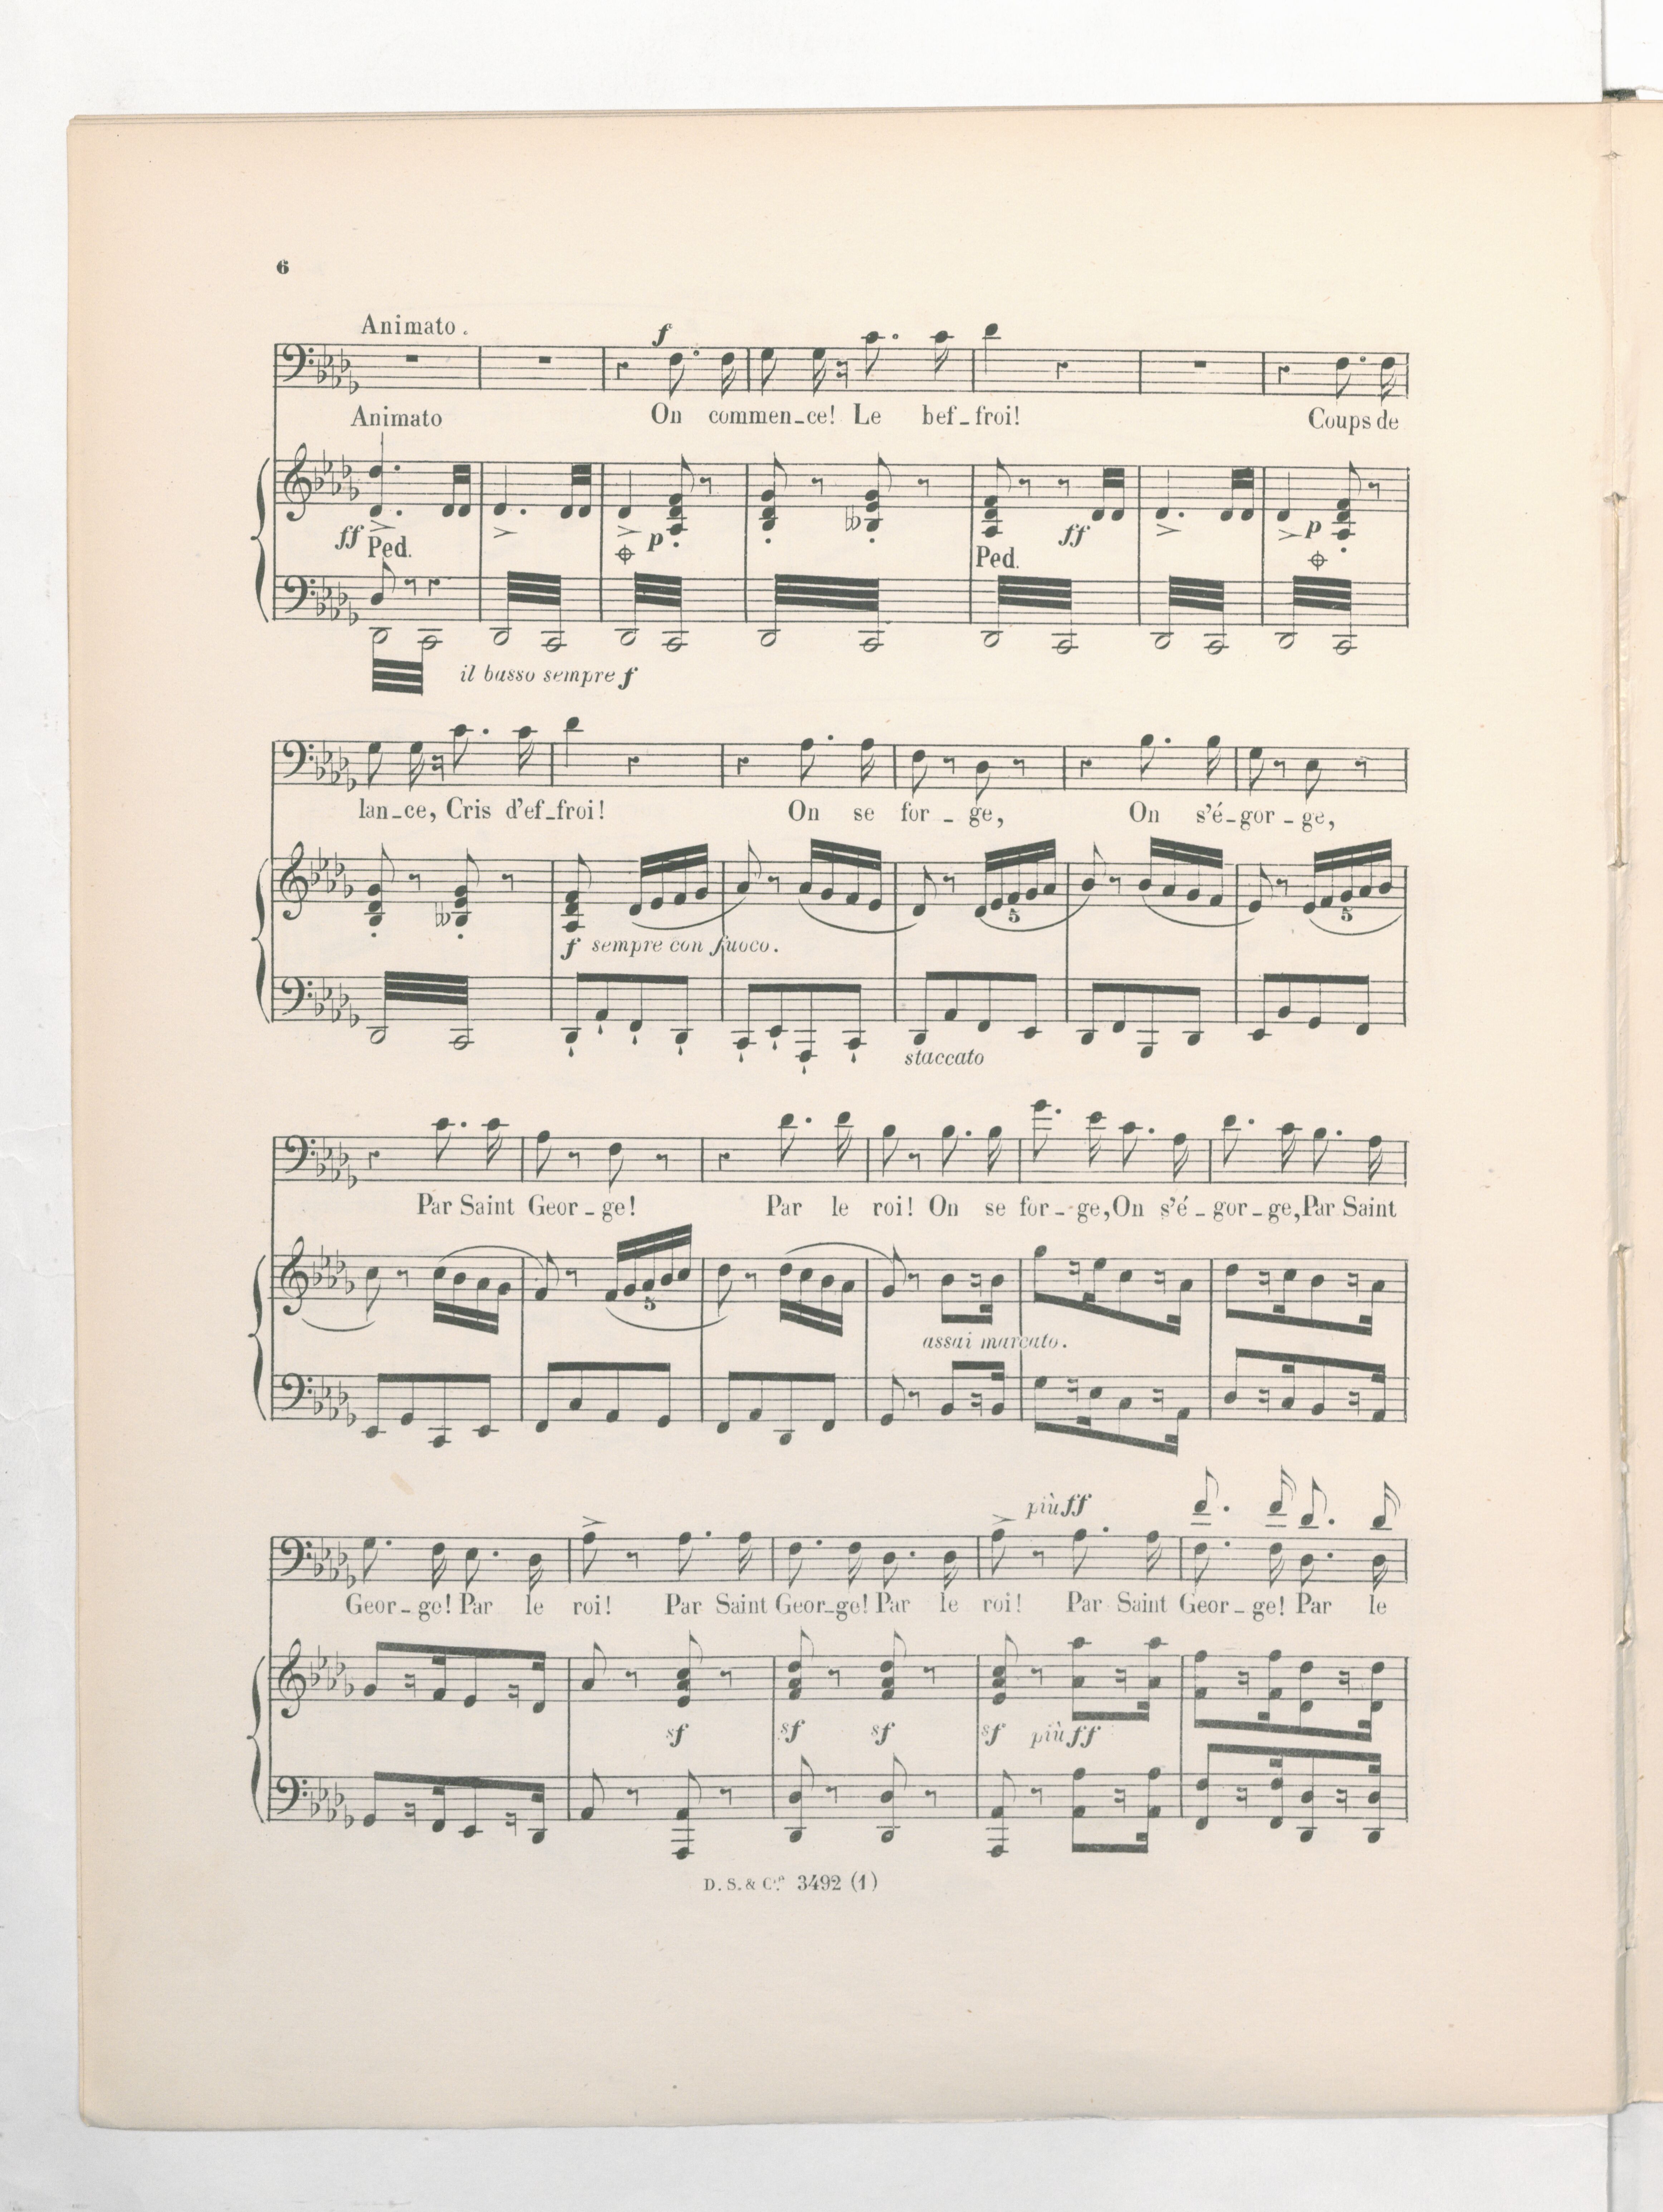 6
Animato.
f
On commen_ce! Le bef_froi! Coups de
Animato
ff Ped. p Ped. ff p
il basso sempre f
lan_ce, Cris d'ef_froi! On se for_ge, On s'é_gor_ge,
5 5
f sempre con fuoco.
staccato
Par Saint Geor_ge! Par le roi! On se for_ge, On s'é_gor_ge, Par Saint
5
assai marcato.
più ff
Geor_ge! Par le roi! Par Saint Geor_ge! Par le roi! Par Saint Geor_ge! Par le
sf sf sf sf più ff
D. S. & Cie. 3492 (1)